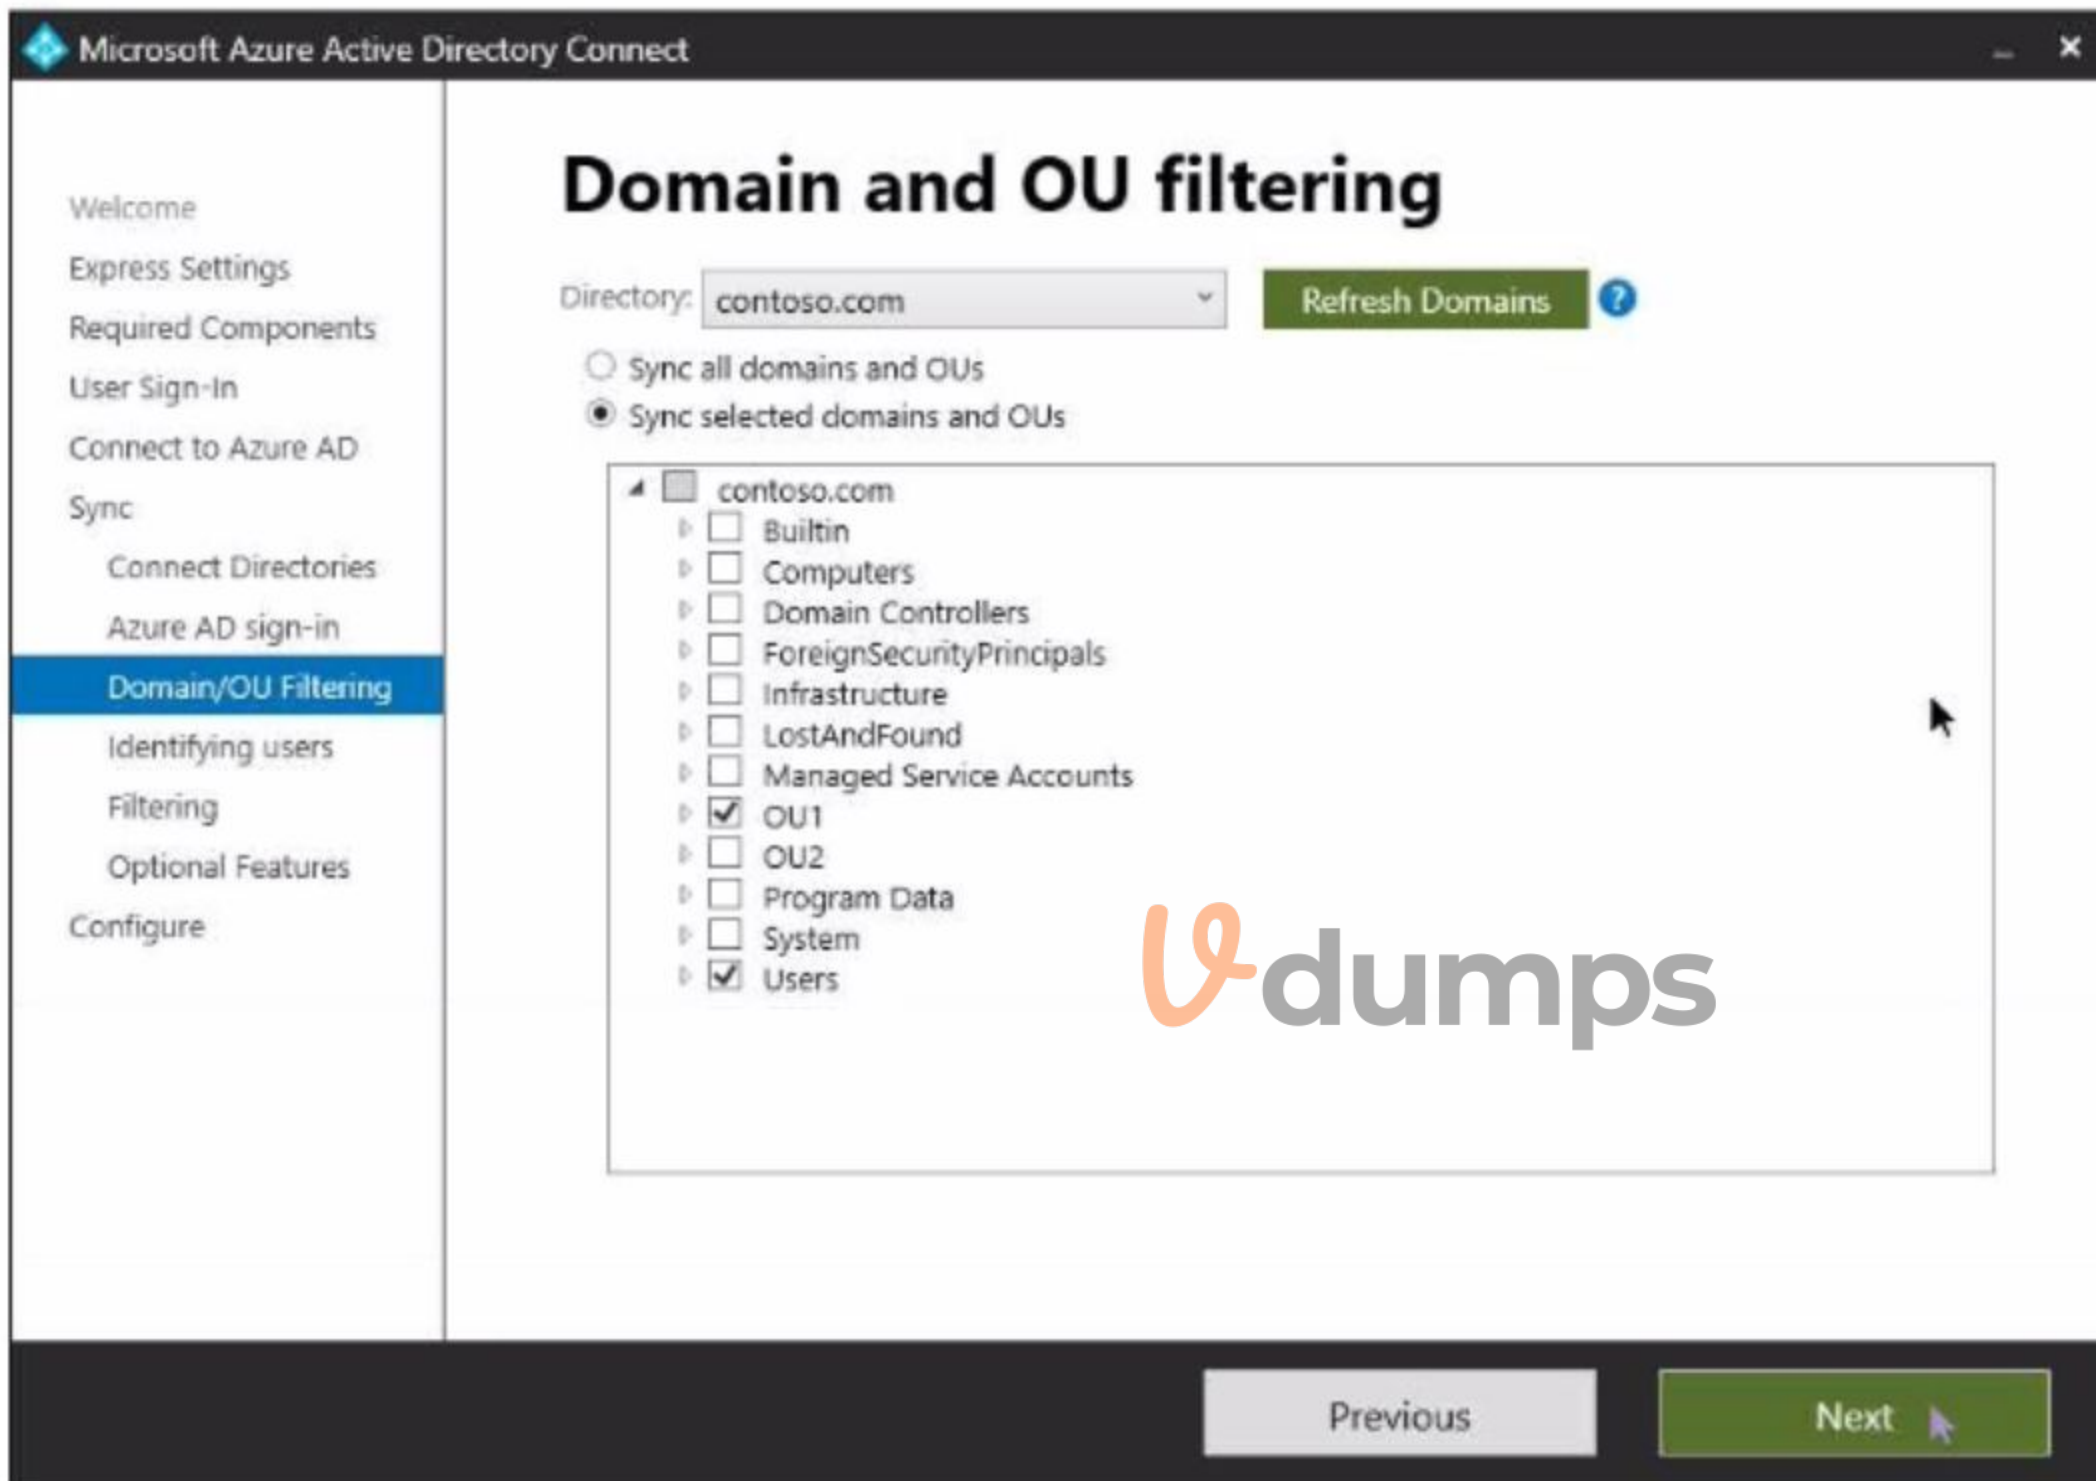 Microsoft Azure Active Directory Connect
Welcome
Express Settings
Required Components
User Sign-In
Connect to Azure AD
Sync
Connect Directories
Azure AD sign-in
Domain/OU Filtering
Identifying users
Filtering
Optional Features
Configure
Domain and OU filtering
Directory: contoso.com Refresh Domains ?
Sync all domains and OUs
Sync selected domains and OUs
contoso.com
Builtin
Computers
Domain Controllers
ForeignSecurityPrincipals
Infrastructure
LostAndFound
Managed Service Accounts
OU1
OU2
Program Data
System
Users
Vdumps
Previous Next